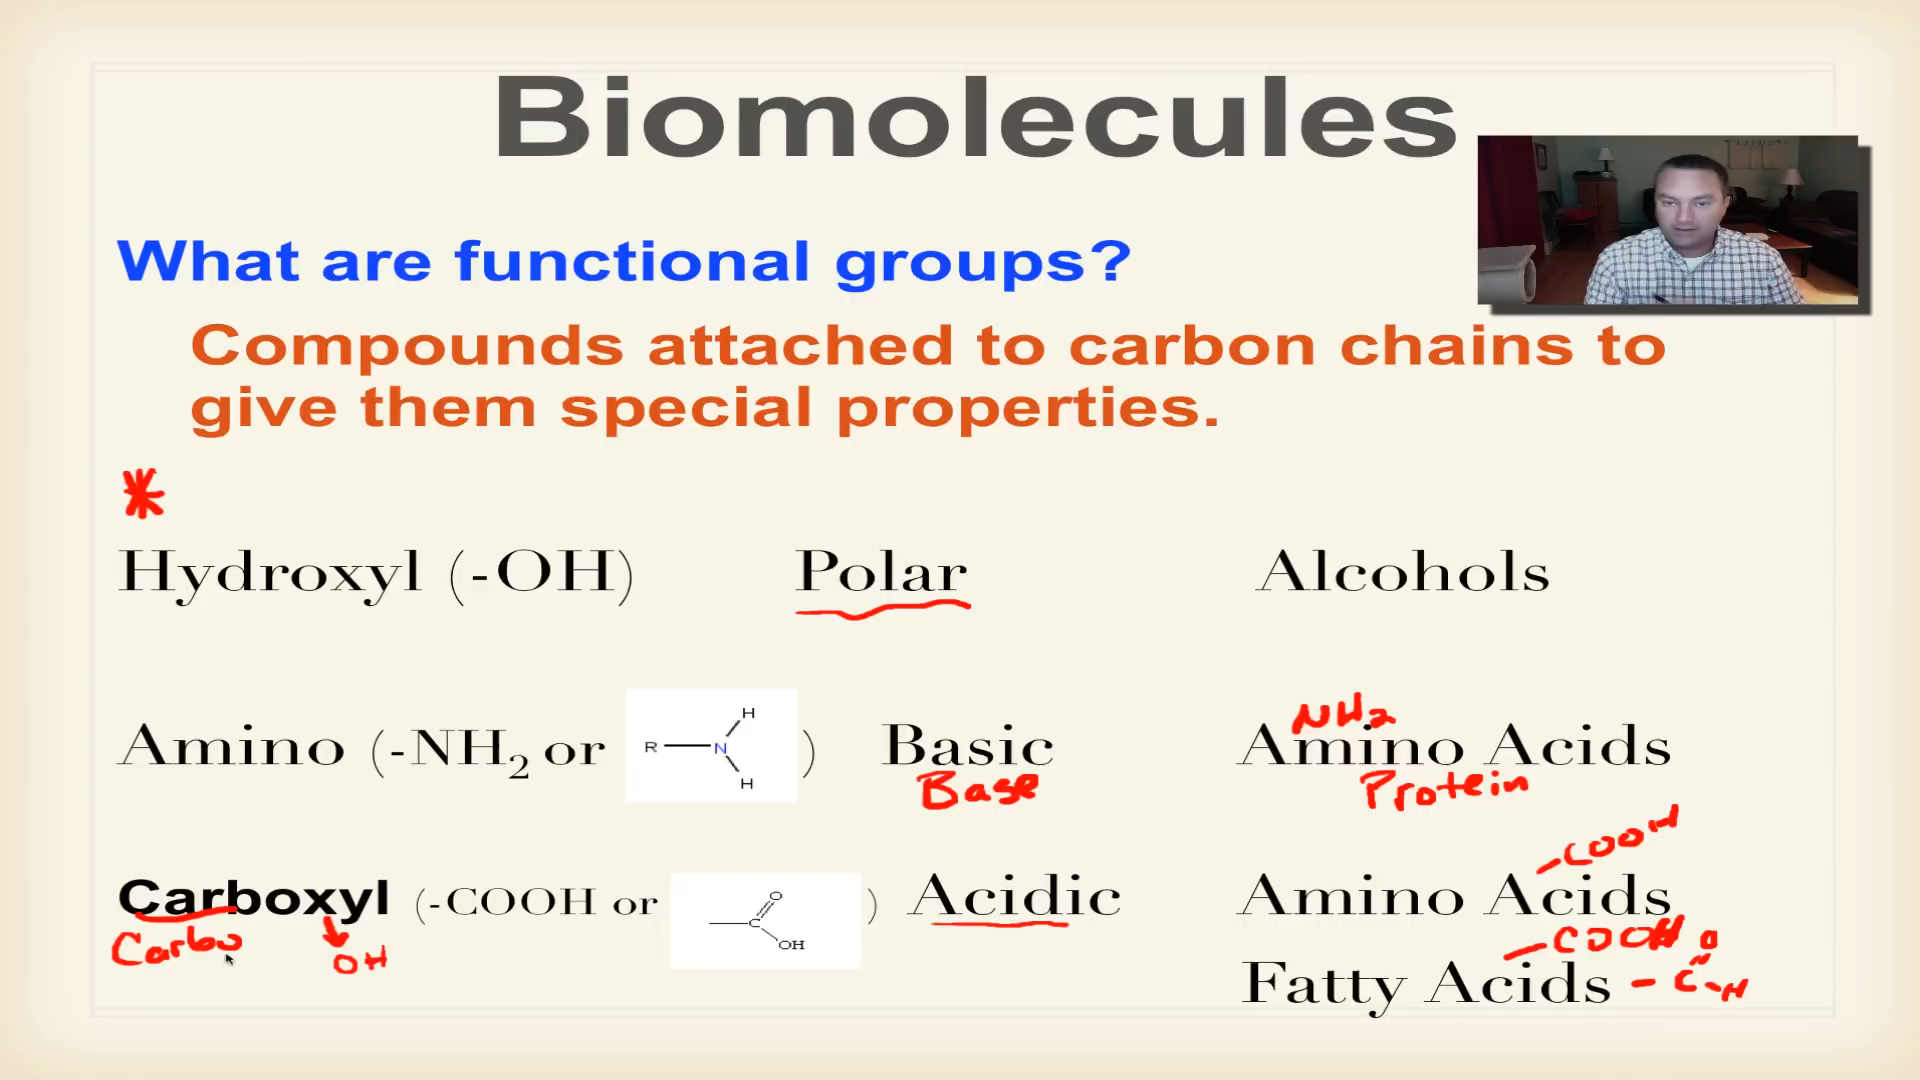 Biomolecules
What are functional groups?
Compounds attached to carbon chains to
give them special properties.
*
Hydroxyl (-OH) Polar Alcohols
NH2
Amino (-NH₂ or R N H H ) Basic Amino Acids
Base Protein
-COOH
Carboxyl (-COOH or C O OH ) Acidic Amino Acids
Carbo OH -COOH
Fatty Acids - C O -H